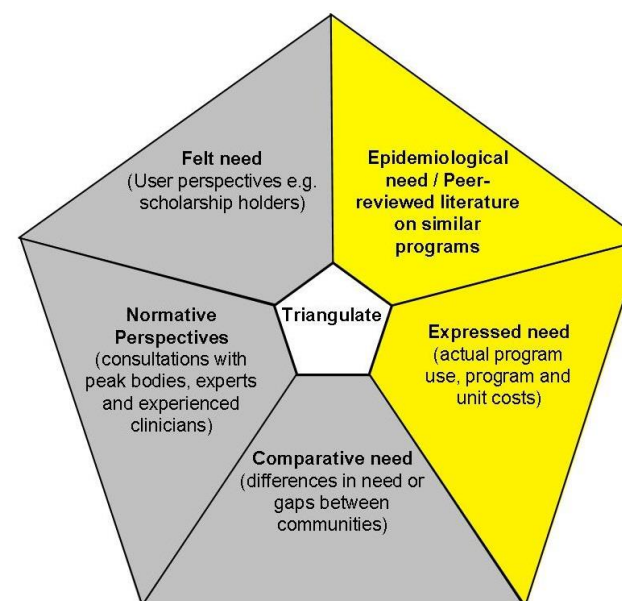 Felt need
(User perspectives e.g.
scholarship holders)
Epidemiological
need / Peer-
reviewed literature
on similar
programs
Normative
Perspectives
(consultations with
peak bodies, experts
and experienced
clinicians)
Triangulate
Expressed need
(actual program
use, program and
unit costs)
Comparative need
(differences in need or
gaps between
communities)